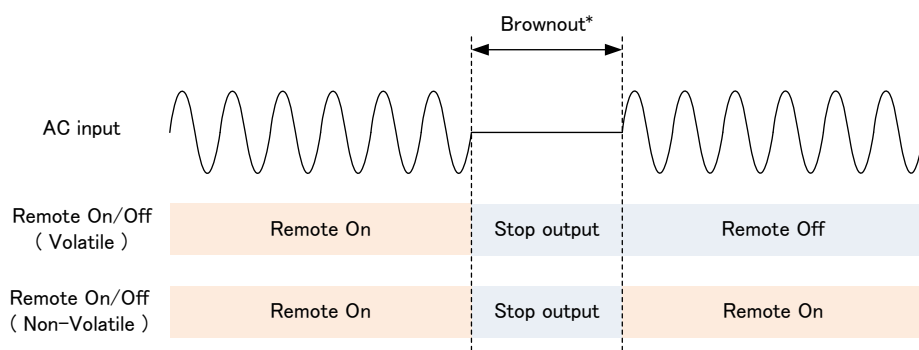 Brownout*
AC input
Remote On/Off
( Volatile )
Remote On
Stop output
Remote Off
Remote On/Off
( Non-Volatile )
Remote On
Stop output
Remote On